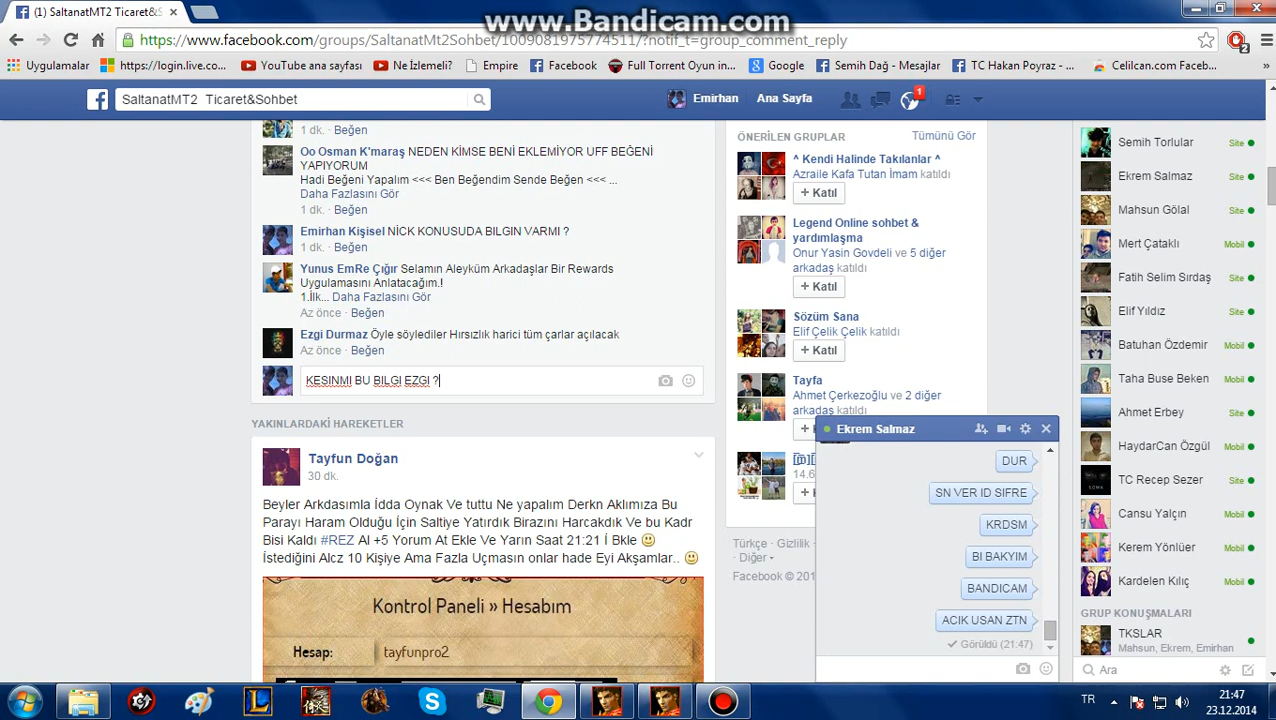 www.Bandicam.com
(1) SaltanatMT2 Ticaret&S
https://www.facebook.com/groups/SaltanatMt2Sohbet/1009081975774511/?notif_t=group_comment_reply
2
Uygulamalar
https://login.live.co...
YouTube ana sayfası
Ne İzlemeli?
Empire
Facebook
Full Torrent Oyun in...
Google
Semih Dağ - Mesajlar
TC Hakan Poyraz - ...
Celilcan.com Faceb...
SaltanatMT2 Ticaret&Sohbet
Emirhan
Ana Sayfa
1
1 dk. · Beğen
Oo Osman K'maraş NEDEN KİMSE BENİ EKLEMİYOR UFF BEĞENİ
YAPIYORUM
Hadi Beğeni Yapalım <<< Ben Beğendim Sende Beğen <<< ...
Daha Fazlasını Gör
1 dk. · Beğen
Emirhan Kişisel NİCK KONUSUDA BILGIN VARMI ?
1 dk. · Beğen
Yunus EmRe Çığır Selamın Aleyküm Arkadaşlar Bir Rewards
Uygulamasını Anlatacağım.!
1.İlk... Daha Fazlasını Gör
Az önce · Beğen
Ezgi Durmaz Öyle söylediler Hırsızlık harici tüm çarlar açılacak
Az önce · Beğen
KESINMI BU BILGI EZGI ?
YAKINLARDAKİ HAREKETLER
Tayfun Doğan
30 dk.
Beyler Arkdasımla İdda Oynak Ve tuttu Ne yapalım Derkn Aklımıza Bu
Parayı Haram Olduğu İçin Saltiye Yatırdık Birazını Harcakdık Ve bu Kadr
Bisi Kaldı #REZ Al +5 Yorum At Ekle Ve Yarın Saat 21:21 İ Bkle
İstediğini Alcz 10 Kişiye Ama Fazla Uçmasın onlar hade Eyi Akşamlar..
Kontrol Paneli » Hesabım
Hesap: tayfunpro2
ÖNERİLEN GRUPLAR
Tümünü Gör
^ Kendi Halinde Takılanlar ^
Azraile Kafa Tutan İmam katıldı
+ Katıl
Legend Online sohbet &
yardımlaşma
Onur Yasin Govdeli ve 5 diğer
arkadaş katıldı
+ Katıl
Sözüm Sana
Elif Çelik Çelik katıldı
+ Katıl
Tayfa
Ahmet Çerkezoğlu ve 2 diğer
arkadaş katıldı
14.6
Türkçe · Gizlilik
· Diğer
Facebook © 201
Ekrem Salmaz
DUR
SN VER ID SIFRE
KRDSM
BI BAKYIM
BANDICAM
ACIK USAN ZTN
Görüldü (21:47)
Semih Torlular Site
Ekrem Salmaz Site
Mahsun Gölal Site
Mert Çataklı Mobil
Fatih Selim Sırdaş Site
Elif Yıldız Site
Batuhan Özdemir Mobil
Taha Buse Beken Mobil
Ahmet Erbey Site
HaydarCan Özgül Mobil
TC Recep Sezer Site
Cansu Yalçın Mobil
Kerem Yönlüer Mobil
Kardelen Kılıç Mobil
GRUP KONUŞMALARI
TKSLAR
Mahsun, Ekrem, Emirhan
Ara
TR
21:47
23.12.2014